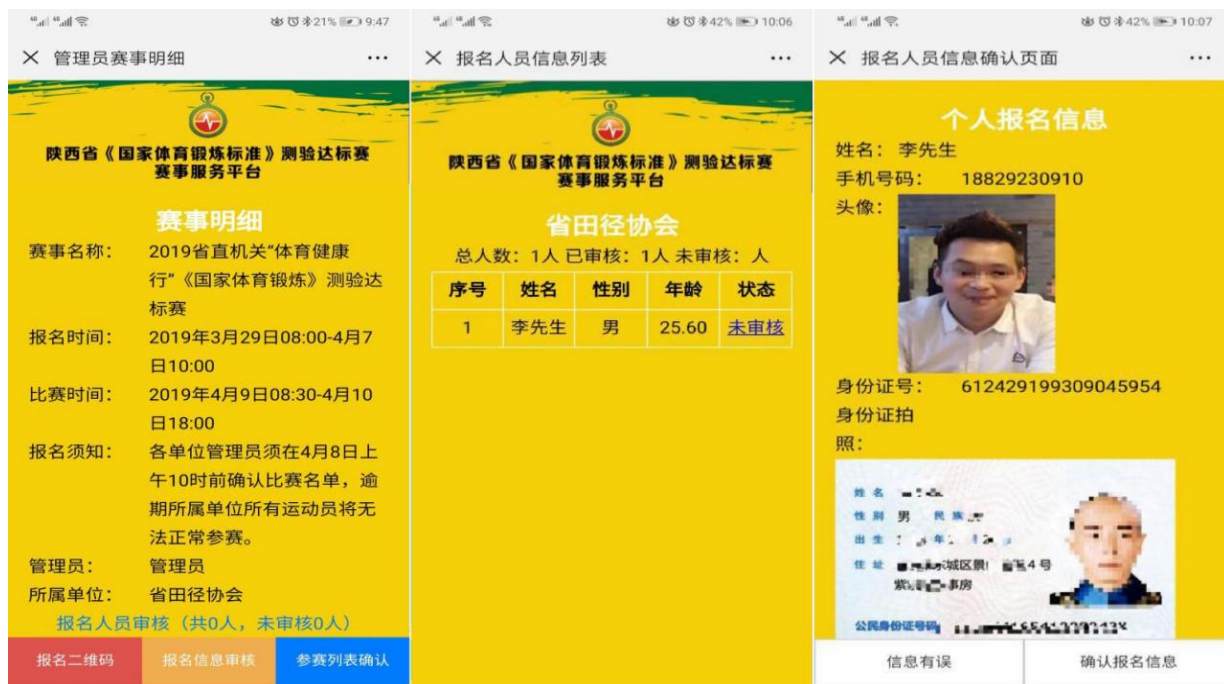 21% 9:47
管理员赛事明细
陕西省《国家体育锻炼标准》测验达标赛
赛事服务平台
赛事明细
赛事名称： 2019省直机关“体育健康
行”《国家体育锻炼》测验达
标赛
报名时间： 2019年3月29日08:00-4月7
日10:00
比赛时间： 2019年4月9日08:30-4月10
日18:00
报名须知： 各单位管理员须在4月8日上
午10时前确认比赛名单，逾
期所属单位所有运动员将无
法正常参赛。
管理员： 管理员
所属单位： 省田径协会
报名人员审核（共0人，未审核0人）
报名二维码 报名信息审核 参赛列表确认
42% 10:06
报名人员信息列表
陕西省《国家体育锻炼标准》测验达标赛
赛事服务平台
省田径协会
总人数：1人 已审核：1人 未审核：人
序号 姓名 性别 年龄 状态
1 李先生 男 25.60 未审核
42% 10:07
报名人员信息确认页面
个人报名信息
姓名： 李先生
手机号码： 18829230910
头像：
身份证号： 612429199309045954
身份证拍
照：
姓名
性别 男 民族
出生 年
住址 城区景 4号
紫 事房
公民身份证号码
信息有误 确认报名信息